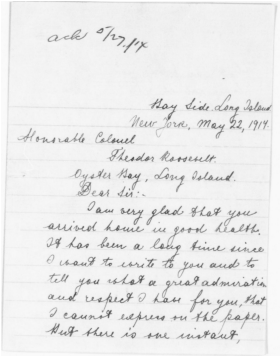 ack 5/27/14
Bay Side. Long Island
New York, May 22, 1914.
Honorable Colonel
Theodor Roosevelt.
Oyster Bay, Long Island.
Dear Sir:-
I am very glad that you
arrived home in good health.
It has been a long time since
I want to write to you and to
tell you what a great admiration
and respect I have for you, that
I cannot express on the paper.
But there is one instant,